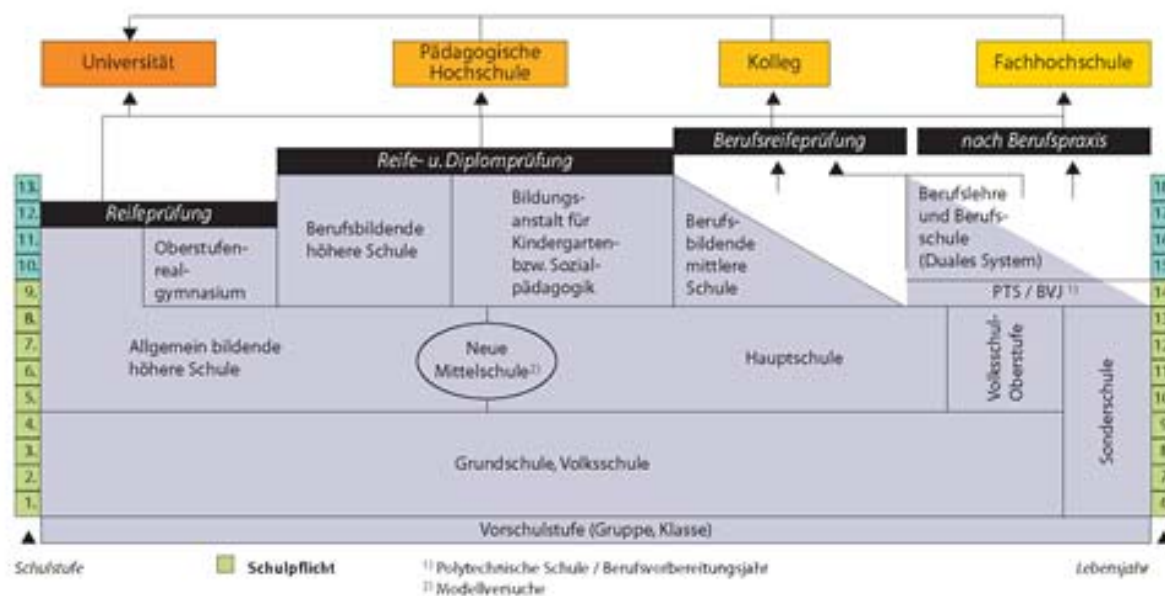 Universität
Pädagogische
Hochschule
Kolleg
Fachhochschule
Berufsreifeprüfung
nach Berufspraxis
Reife- u. Diplomprüfung
Reifeprüfung
13.
12.
11.
10.
9.
8.
7.
6.
5.
4.
3.
2.
1.
Oberstufen-
real-
gymnasium
Berufsbildende
höhere Schule
Bildungs-
anstalt für
Kindergarten-
bzw. Sozial-
pädagogik
Berufs-
bildende
mittlere
Schule
Berufslehre
und Berufs-
schule
(Duales System)
PTS / BVJ 1)
Allgemein bildende
höhere Schule
Neue
Mittelschule2)
Hauptschule
Volksschul-
Oberstufe
Sonderschule
Grundschule, Volksschule
Vorschulstufe (Gruppe, Klasse)
Schulstufe
Schulpflicht
1) Polytechnische Schule / Berufsvorbereitungsjahr
2) Modellversuche
Lebensjahr